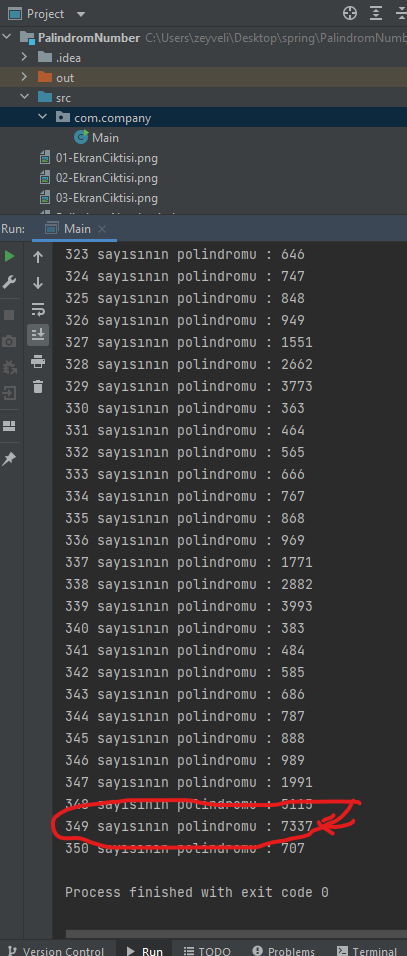 Project
PalindromNumber C:\Users\zeyveli\Desktop\spring\PalindromNumbe
.idea
out
src
com.company
Main
01-EkranCiktisi.png
02-EkranCiktisi.png
03-EkranCiktisi.png
Run: Main
323 sayısının polindromu : 646
324 sayısının polindromu : 747
325 sayısının polindromu : 848
326 sayısının polindromu : 949
327 sayısının polindromu : 1551
328 sayısının polindromu : 2662
329 sayısının polindromu : 3773
330 sayısının polindromu : 363
331 sayısının polindromu : 464
332 sayısının polindromu : 565
333 sayısının polindromu : 666
334 sayısının polindromu : 767
335 sayısının polindromu : 868
336 sayısının polindromu : 969
337 sayısının polindromu : 1771
338 sayısının polindromu : 2882
339 sayısının polindromu : 3993
340 sayısının polindromu : 383
341 sayısının polindromu : 484
342 sayısının polindromu : 585
343 sayısının polindromu : 686
344 sayısının polindromu : 787
345 sayısının polindromu : 888
346 sayısının polindromu : 989
347 sayısının polindromu : 1991
348 sayısının polindromu : 5115
349 sayısının polindromu : 7337
350 sayısının polindromu : 707
Process finished with exit code 0
Version Control Run TODO Problems Terminal